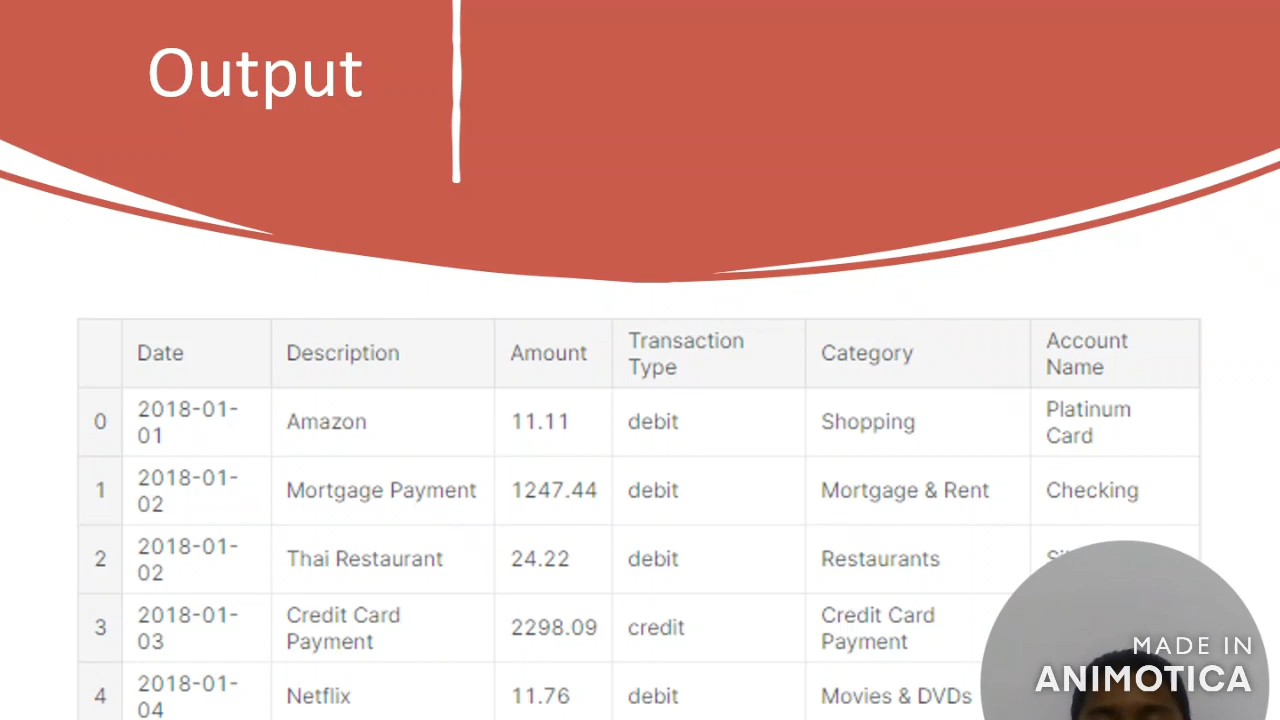 Output
Date Description Amount Transaction Type Category Account Name
0 2018-01-01 Amazon 11.11 debit Shopping Platinum Card
1 2018-01-02 Mortgage Payment 1247.44 debit Mortgage & Rent Checking
2 2018-01-02 Thai Restaurant 24.22 debit Restaurants
3 2018-01-03 Credit Card Payment 2298.09 credit Credit Card Payment
4 2018-01-04 Netflix 11.76 debit Movies & DVDs
MADE IN
ANIMOTICA